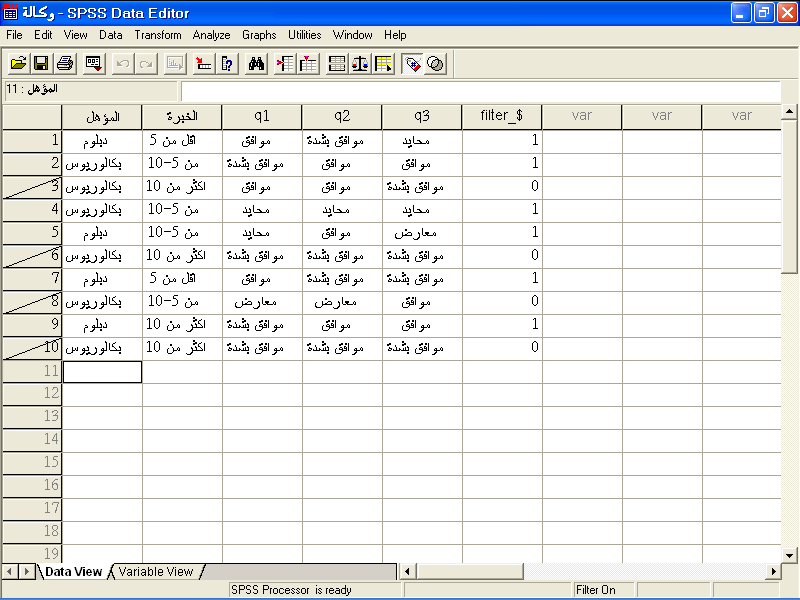 وكالة - SPSS Data Editor
File Edit View Data Transform Analyze Graphs Utilities Window Help
11 : المؤهل
المؤهل الخبرة q1 q2 q3 filter_$ var var var
1 دبلوم اقل من 5 موافق موافق بشدة محايد 1
2 بكالوريوس من 5-10 موافق بشدة موافق موافق 1
3 بكالوريوس اكثر من 10 موافق موافق موافق بشدة 0
4 بكالوريوس من 5-10 محايد محايد محايد 1
5 دبلوم من 5-10 محايد موافق معارض 1
6 بكالوريوس اكثر من 10 موافق بشدة موافق بشدة موافق بشدة 0
7 دبلوم اقل من 5 موافق موافق بشدة موافق بشدة 1
8 بكالوريوس من 5-10 معارض معارض موافق 0
9 دبلوم اكثر من 10 موافق بشدة موافق موافق 1
10 بكالوريوس اكثر من 10 موافق بشدة موافق بشدة موافق بشدة 0
11
12
13
14
15
16
17
18
19
Data View Variable View
SPSS Processor is ready Filter On